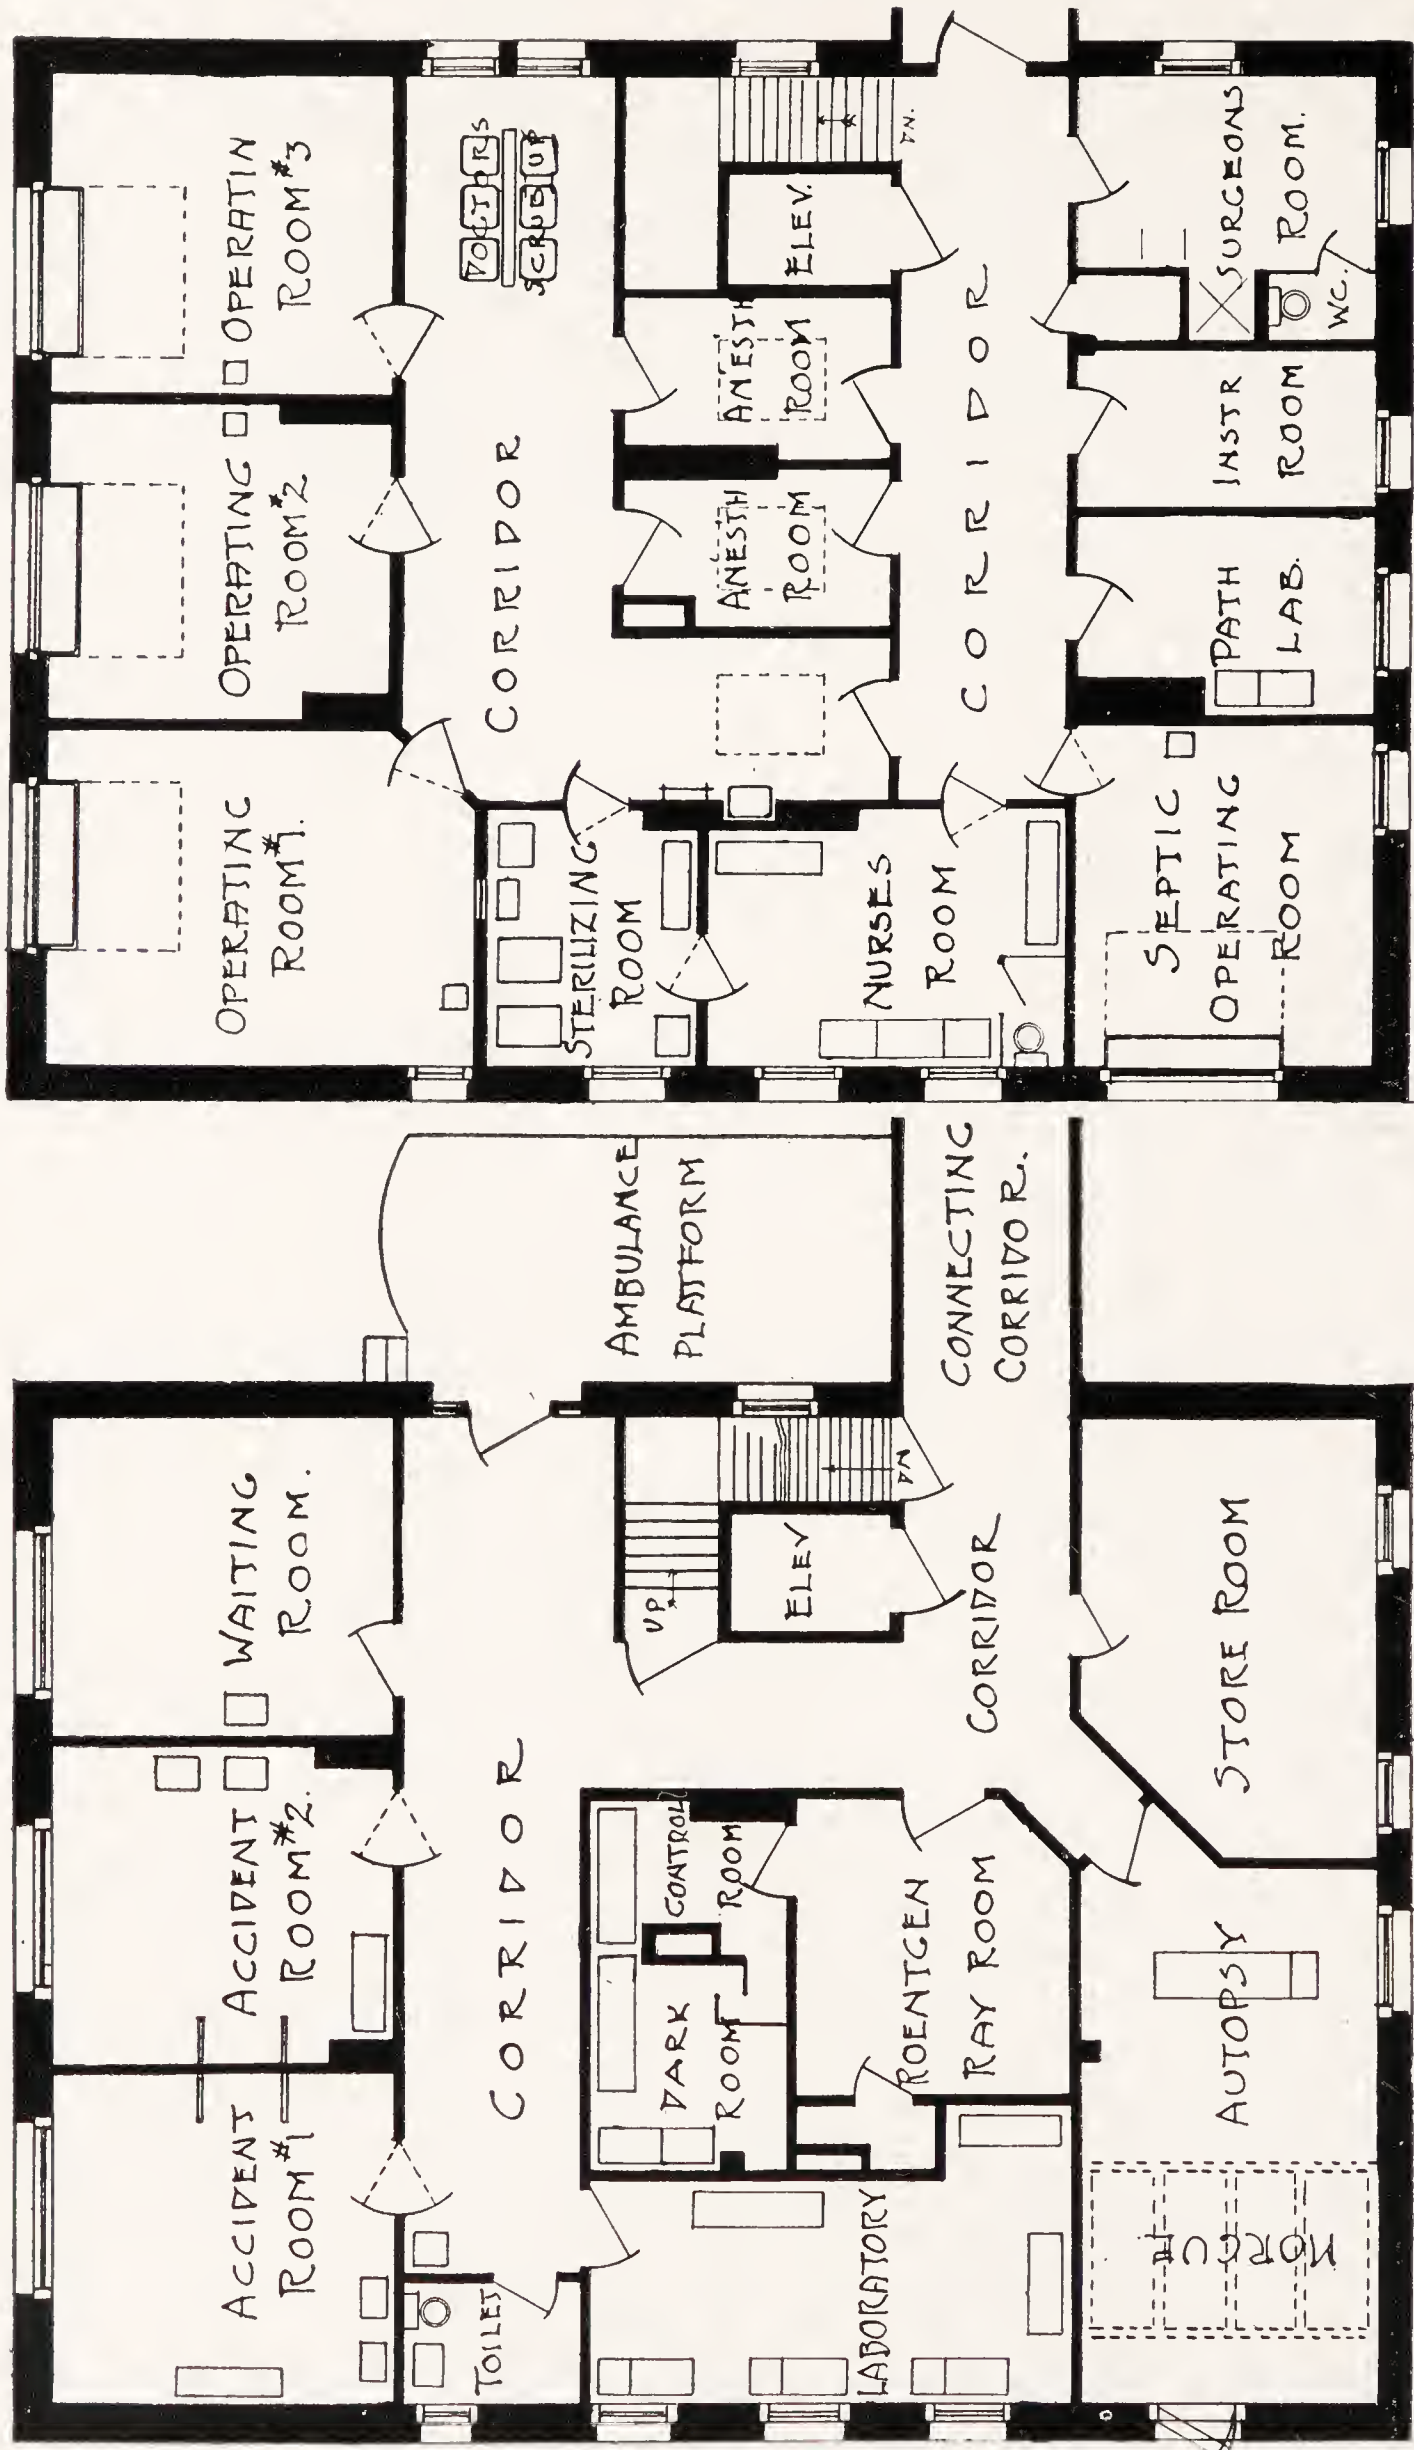 OPERATING
ROOM #1.
OPERATING
ROOM #2
OPERATIN
ROOM #3
STERILIZING
ROOM
CORRIDOR
DOCTORS
SCRUB UP
NURSES
ROOM
ANESTH
ROOM
ANESTH
ROOM
ELEV.
DN.
CORRIDOR
SEPTIC
OPERATING
ROOM
PATH
LAB.
INSTR
ROOM
SURGEONS
ROOM.
W.C.
ACCIDENT
ROOM #1
ACCIDENT
ROOM #2.
WAITING
ROOM.
TOILET
CORRIDOR
AMBULANCE
PLATFORM
DARK
ROOM
CONTROL
ROOM
UP
ELEV
DN
LABORATORY
ROENTGEN
RAY ROOM
CORRIDOR
CONNECTING
CORRIDOR.
MORGUE
AUTOPSY
STORE ROOM